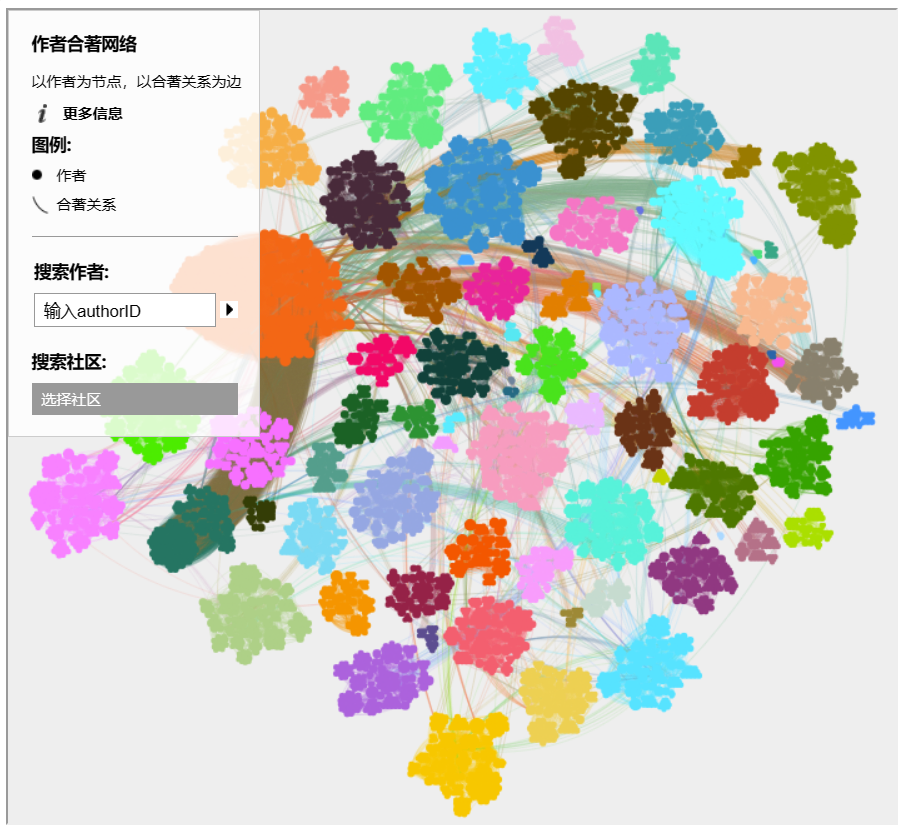 作者合著网络
以作者为节点，以合著关系为边
更多信息
图例:
作者
合著关系
搜索作者:
输入authorID
搜索社区:
选择社区